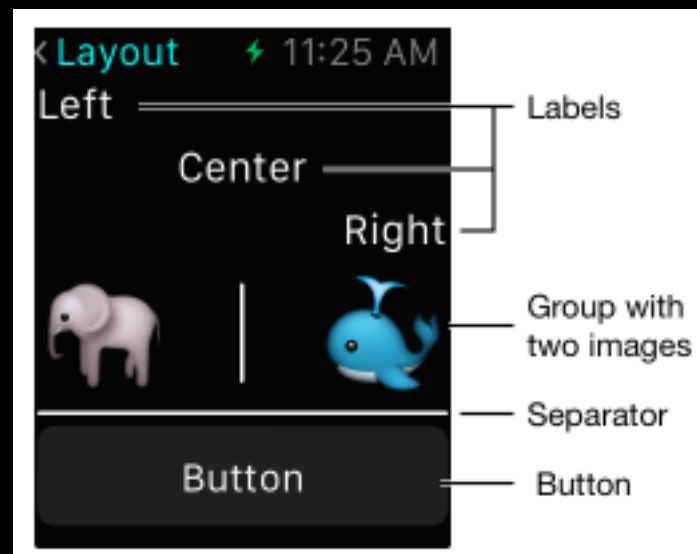 < Layout 11:25 AM
Left
Labels
Center
Right
Group with
two images
Separator
Button
Button